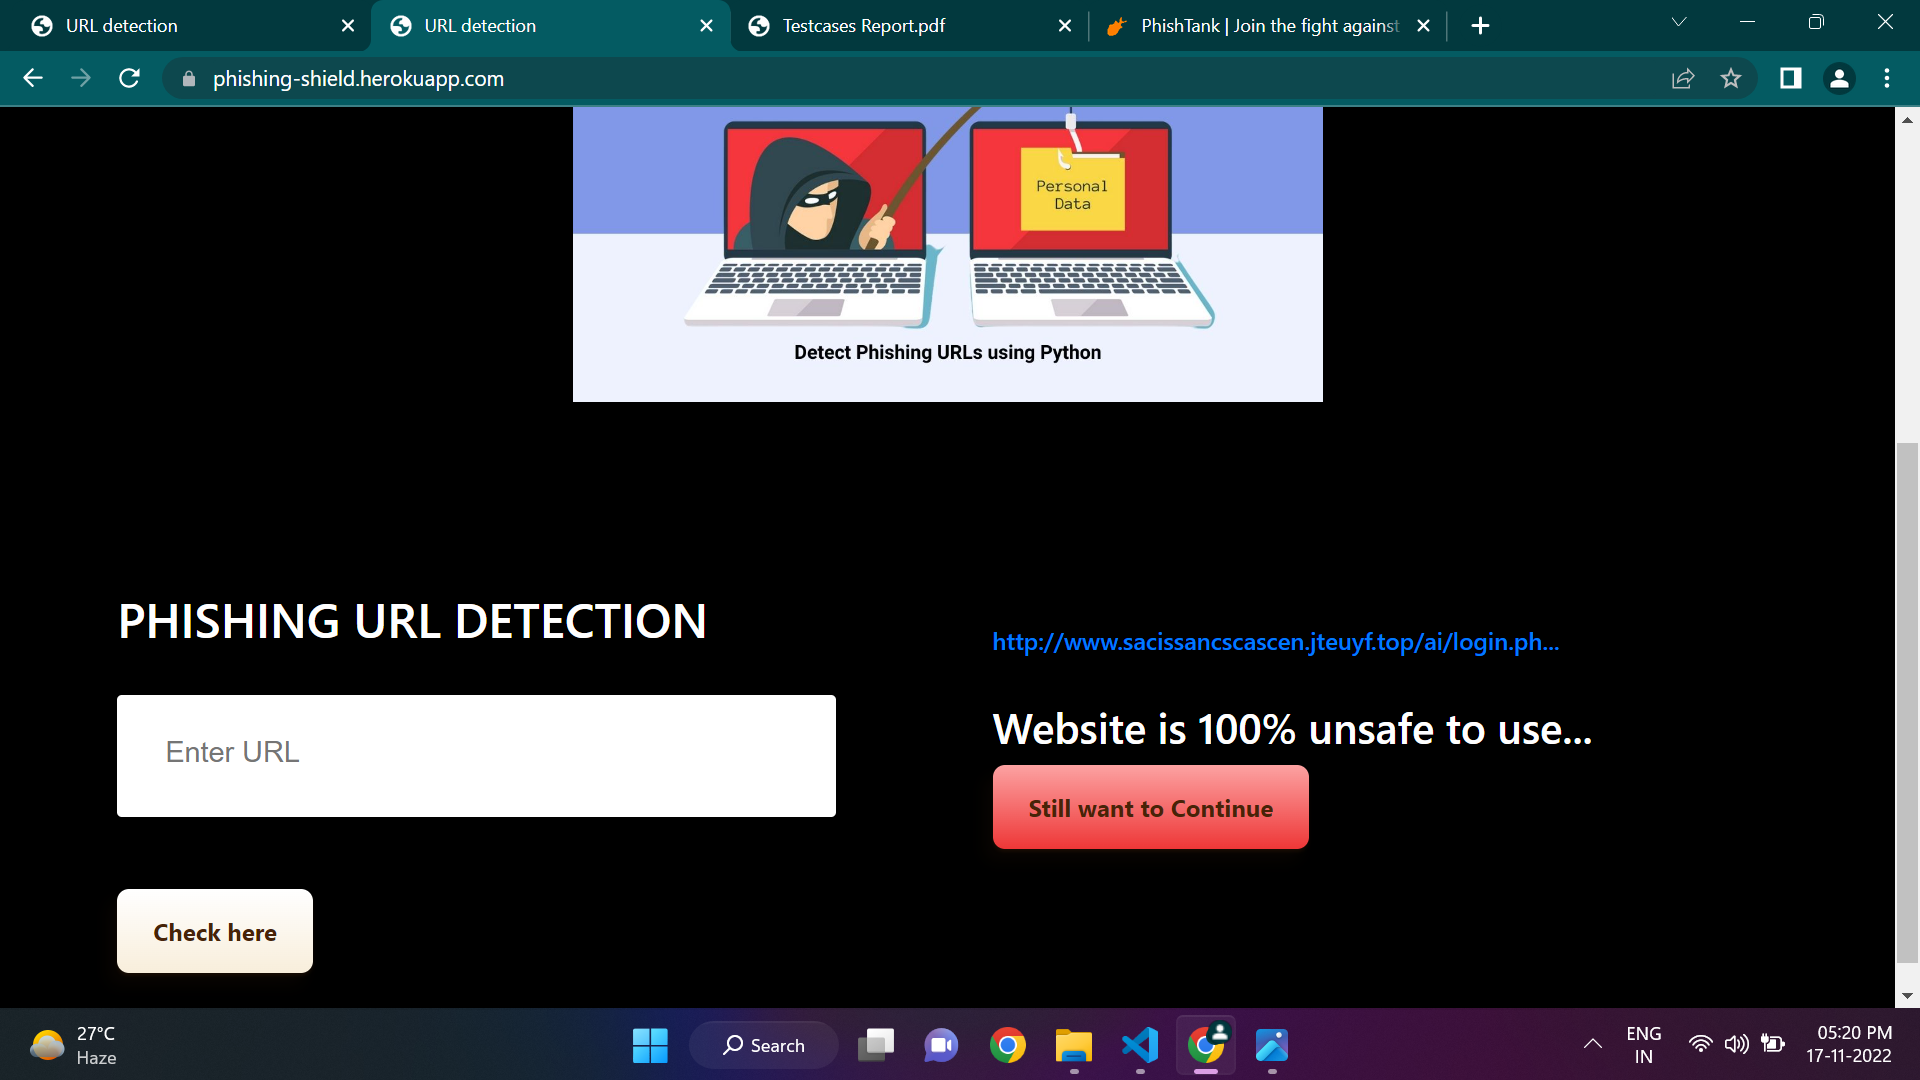 URL detection
URL detection
Testcases Report.pdf
PhishTank | Join the fight against
phishing-shield.herokuapp.com
Personal
Data
Detect Phishing URLs using Python
PHISHING URL DETECTION
Enter URL
Check here
http://www.sacissancscascen.jteuyf.top/ai/login.ph...
Website is 100% unsafe to use...
Still want to Continue
27°C
Haze
Search
ENG
IN
05:20 PM
17-11-2022